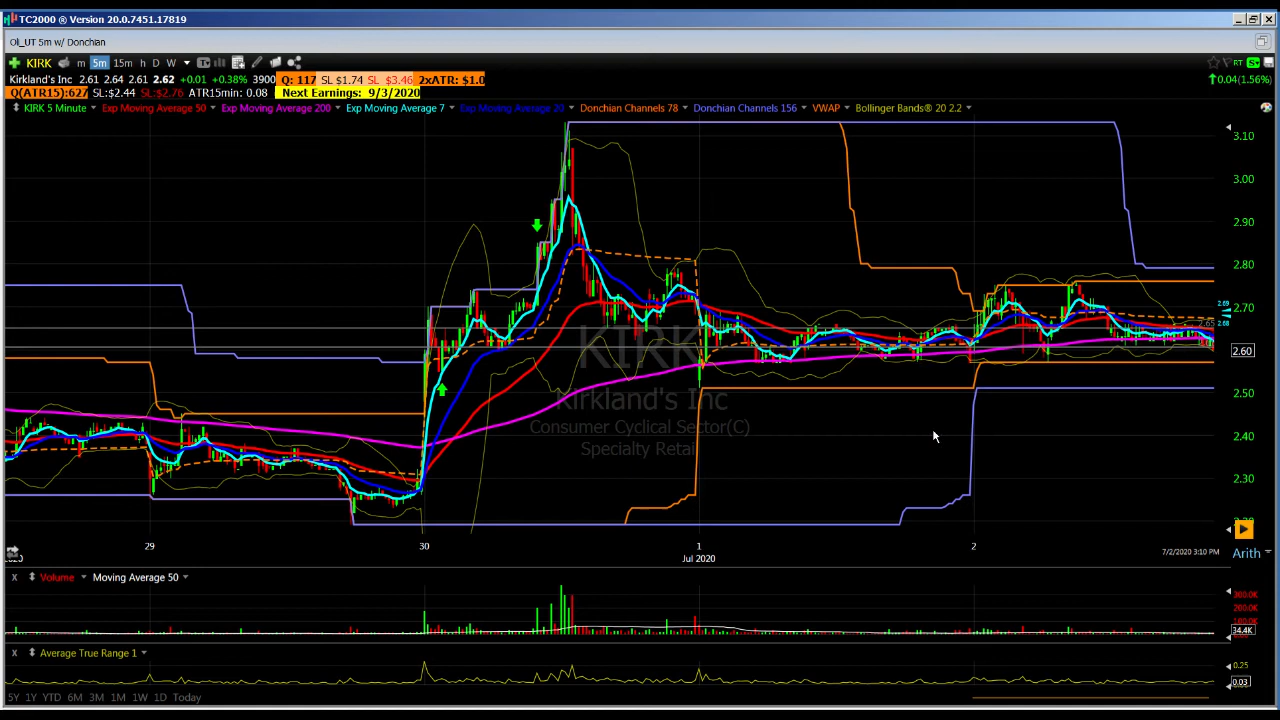 TC2000 ® Version 20.0.7451.17819
Oli_UT 5m w/ Donchian
KIRK m 5m 15m h D W RT S
Kirkland's Inc 2.61 2.64 2.61 2.62 +0.01 +0.38% 3900 Q: 117 SL $1.74 SL $3.46 2xATR: $1.0 0.04(1.56%)
Q(ATR15):627 SL:$2.44 SL:$2.76 ATR15min: 0.08 Next Earnings: 9/3/2020
KIRK 5 Minute Exp Moving Average 50 Exp Moving Average 200 Exp Moving Average 7 Exp Moving Average 20 Donchian Channels 78 Donchian Channels 156 VWAP Bollinger Bands® 20 2.2
3.10
3.00
2.90
2.80
2.69
2.70
2.65 2.68
KIRK
2.60
Kirkland's Inc
2.50
Consumer Cyclical Sector(C)
2.40
Specialty Retail
2.30
29 30 1 2
Jul 2020 7/2/2020 3:10 PM Arith
X Volume Moving Average 50
300.0K
200.0K
100.0K
34.4K
X Average True Range 1
0.25
0.03
5Y 1Y YTD 6M 3M 1M 1W 1D Today